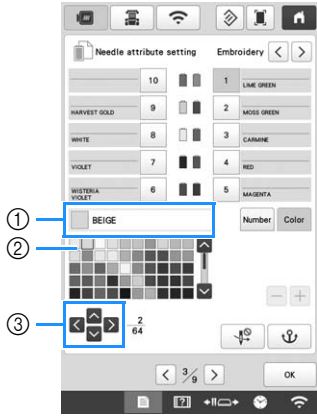 Needle attribute setting Embroidery < >
10 1 LIME GREEN
HARVEST GOLD 9 2 MOSS GREEN
WHITE 8 3 CARMINE
VIOLET 7 4 RED
WISTERIA VIOLET 6 5 MAGENTA
① BEIGE Number Color
②
− +
③ 2/64
< 3/9 > OK
[?]